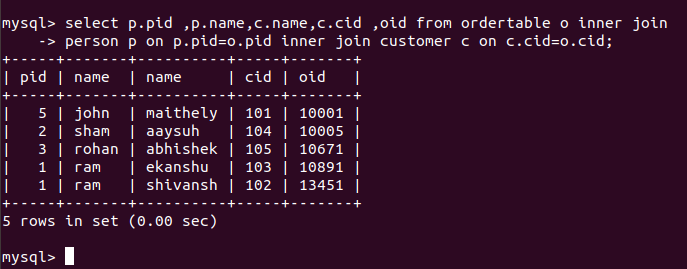 mysql> select p.pid ,p.name,c.name,c.cid ,oid from ordertable o inner join
    -> person p on p.pid=o.pid inner join customer c on c.cid=o.cid;
+-----+-------+----------+-----+-------+
| pid | name  | name     | cid | oid   |
+-----+-------+----------+-----+-------+
|   5 | john  | maithely | 101 | 10001 |
|   2 | sham  | aaysuh   | 104 | 10005 |
|   3 | rohan | abhishek | 105 | 10671 |
|   1 | ram   | ekanshu  | 103 | 10891 |
|   1 | ram   | shivansh | 102 | 13451 |
+-----+-------+----------+-----+-------+
5 rows in set (0.00 sec)

mysql>